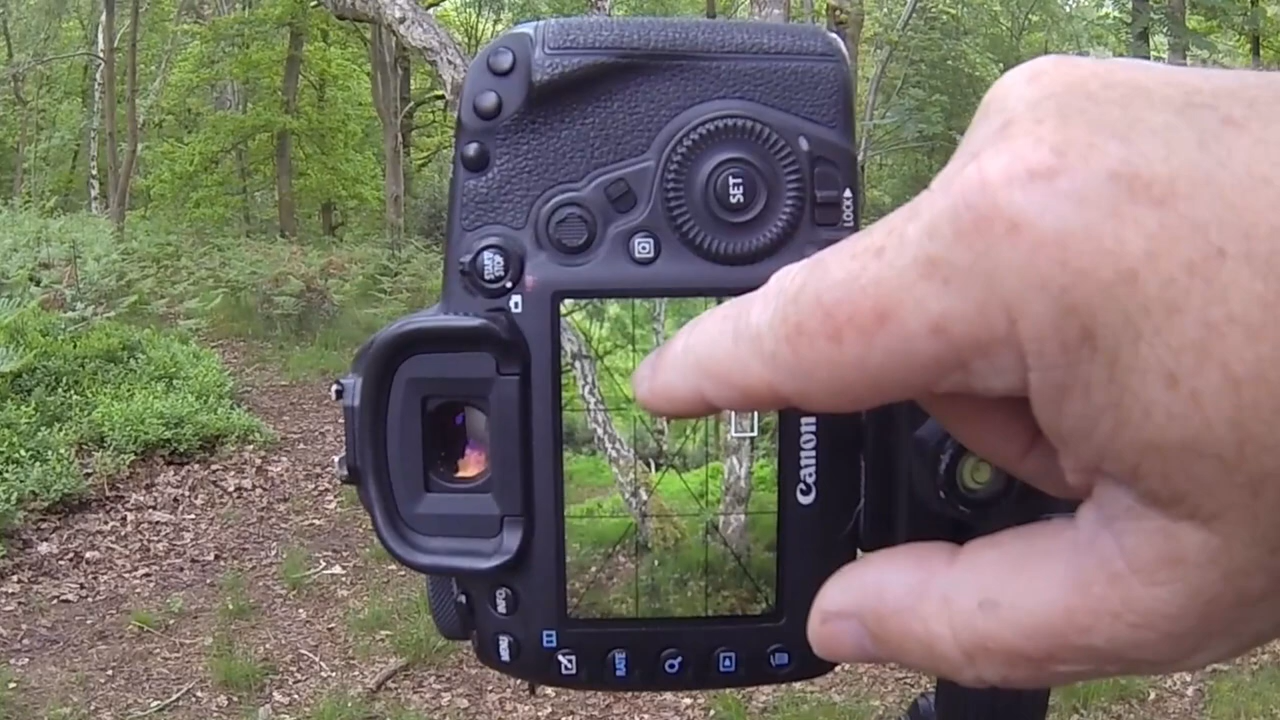 SET
LOCK
START/
STOP
Canon
INFO.
MENU
RATE